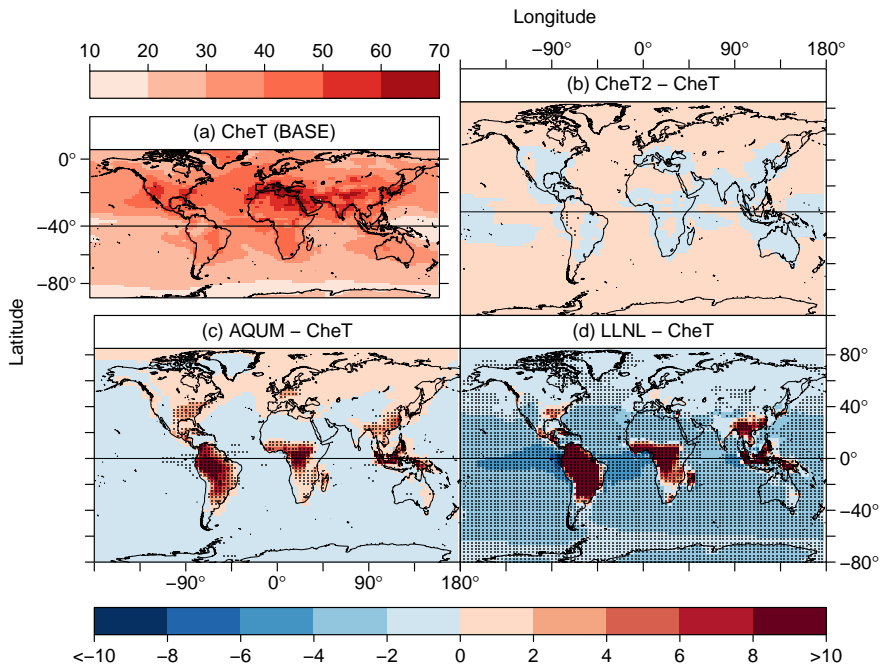 Longitude
10 20 30 40 50 60 70
−90° 0° 90° 180°
(b) CheT2 − CheT
(a) CheT (BASE)
0°
−40°
−80°
Latitude
(c) AQUM − CheT
(d) LLNL − CheT
80°
40°
0°
−40°
−80°
−90° 0° 90° 180°
<−10 −8 −6 −4 −2 0 2 4 6 8 >10